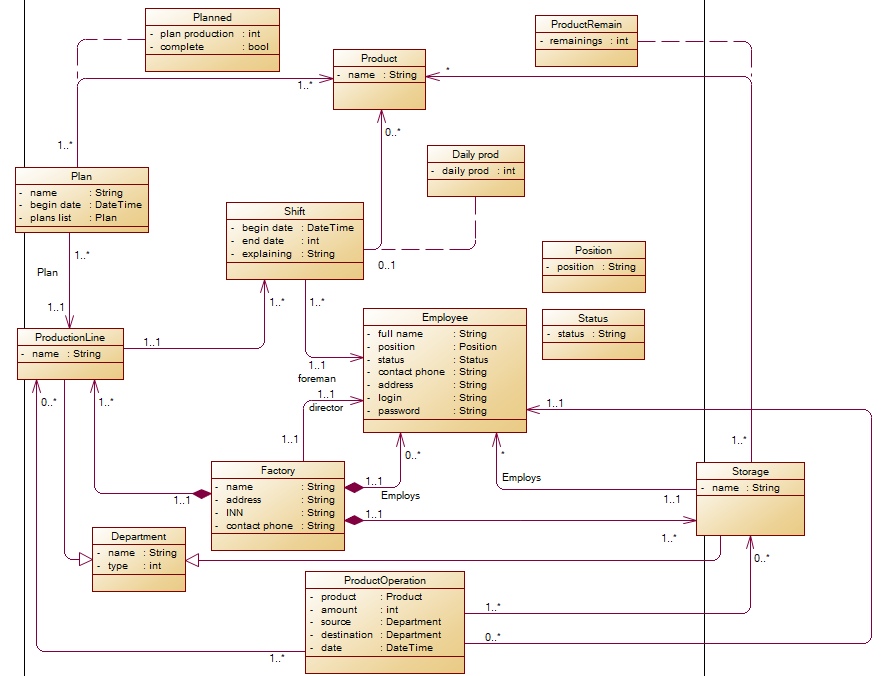 Planned
- plan production : int
- complete : bool
ProductRemain
- remainings : int
Product
- name : String
1..*
*
0..*
1..*
Daily prod
- daily prod : int
Plan
- name : String
- begin date : DateTime
- plans list : Plan
Shift
- begin date : DateTime
- end date : int
- explaining : String
0..1
Position
- position : String
1..*
Plan
1..1
1..*
1..*
Employee
- full name : String
- position : Position
- status : Status
- contact phone : String
- address : String
- login : String
- password : String
Status
- status : String
ProductionLine
- name : String
1..1
1..1
foreman
1..1
director
0..*
1..*
1..1
1..1
0..*
*
1..*
Factory
- name : String
- address : String
- INN : String
- contact phone : String
1..1
1..1
Employs
Employs
1..1
1..1
1..*
Storage
- name : String
Department
- name : String
- type : int
0..*
ProductOperation
- product : Product
- amount : int
- source : Department
- destination : Department
- date : DateTime
1..*
0..*
1..*